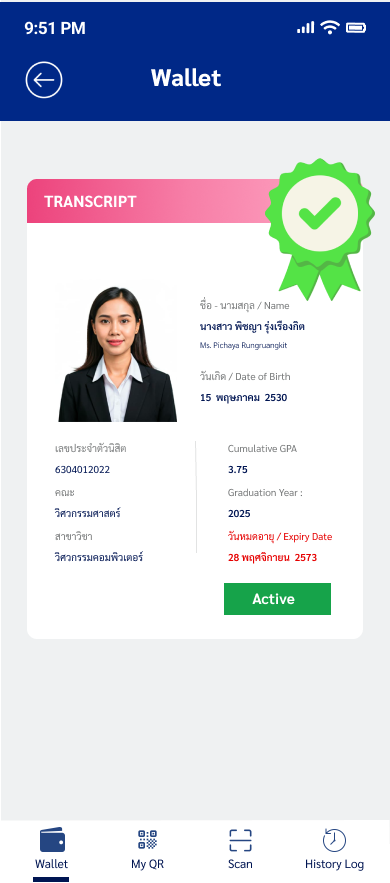 9:51 PM
Wallet
TRANSCRIPT
ชื่อ - นามสกุล / Name
นางสาว พิชญา รุ่งเรืองกิต
Ms. Pichaya Rungruangkit
วันเกิด / Date of Birth
15 พฤษภาคม 2530
เลขประจำตัวนิสิต
6304012022
คณะ
วิศวกรรมศาสตร์
สาขาวิชา
วิศวกรรมคอมพิวเตอร์
Cumulative GPA
3.75
Graduation Year :
2025
วันหมดอายุ / Expiry Date
28 พฤศจิกายน 2573
Active
Wallet
My QR
Scan
History Log